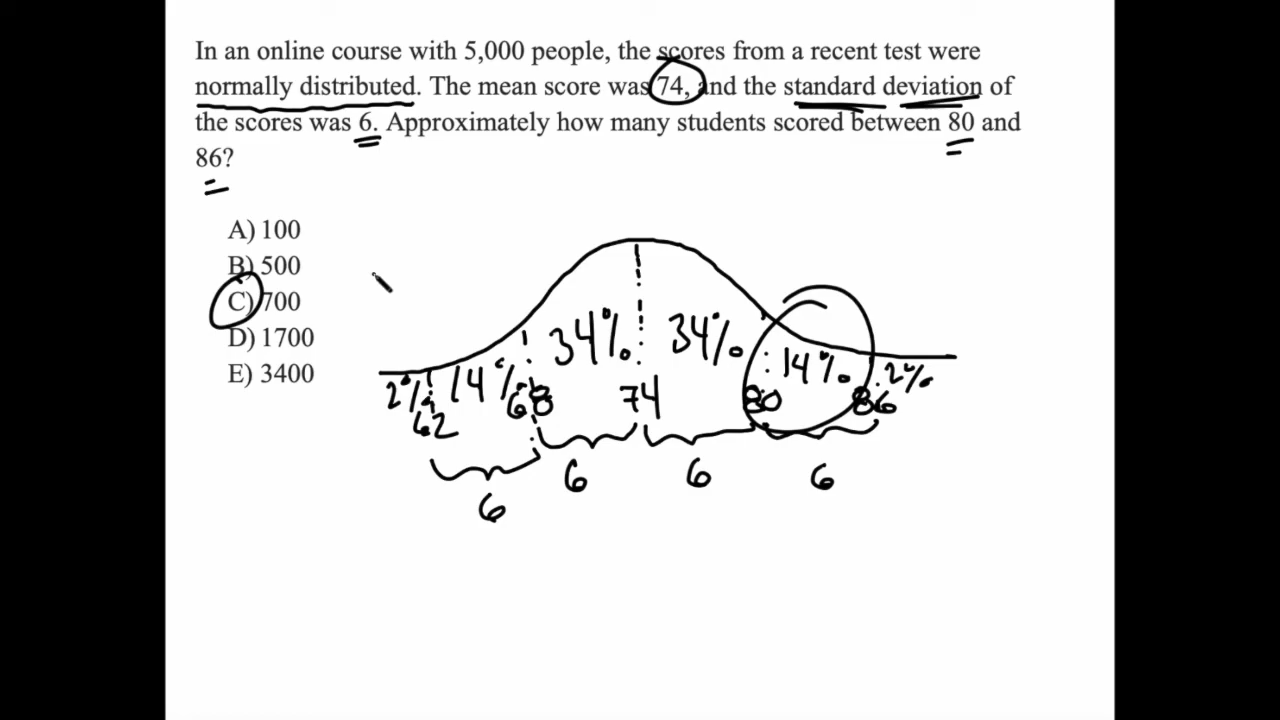 In an online course with 5,000 people, the scores from a recent test were
normally distributed. The mean score was 74, and the standard deviation of
the scores was 6. Approximately how many students scored between 80 and
86?
A) 100
B) 500
C) 700
D) 1700
E) 3400
34% 34%
2% 14% 14% 2%
62 68 74 80 86
6 6 6 6